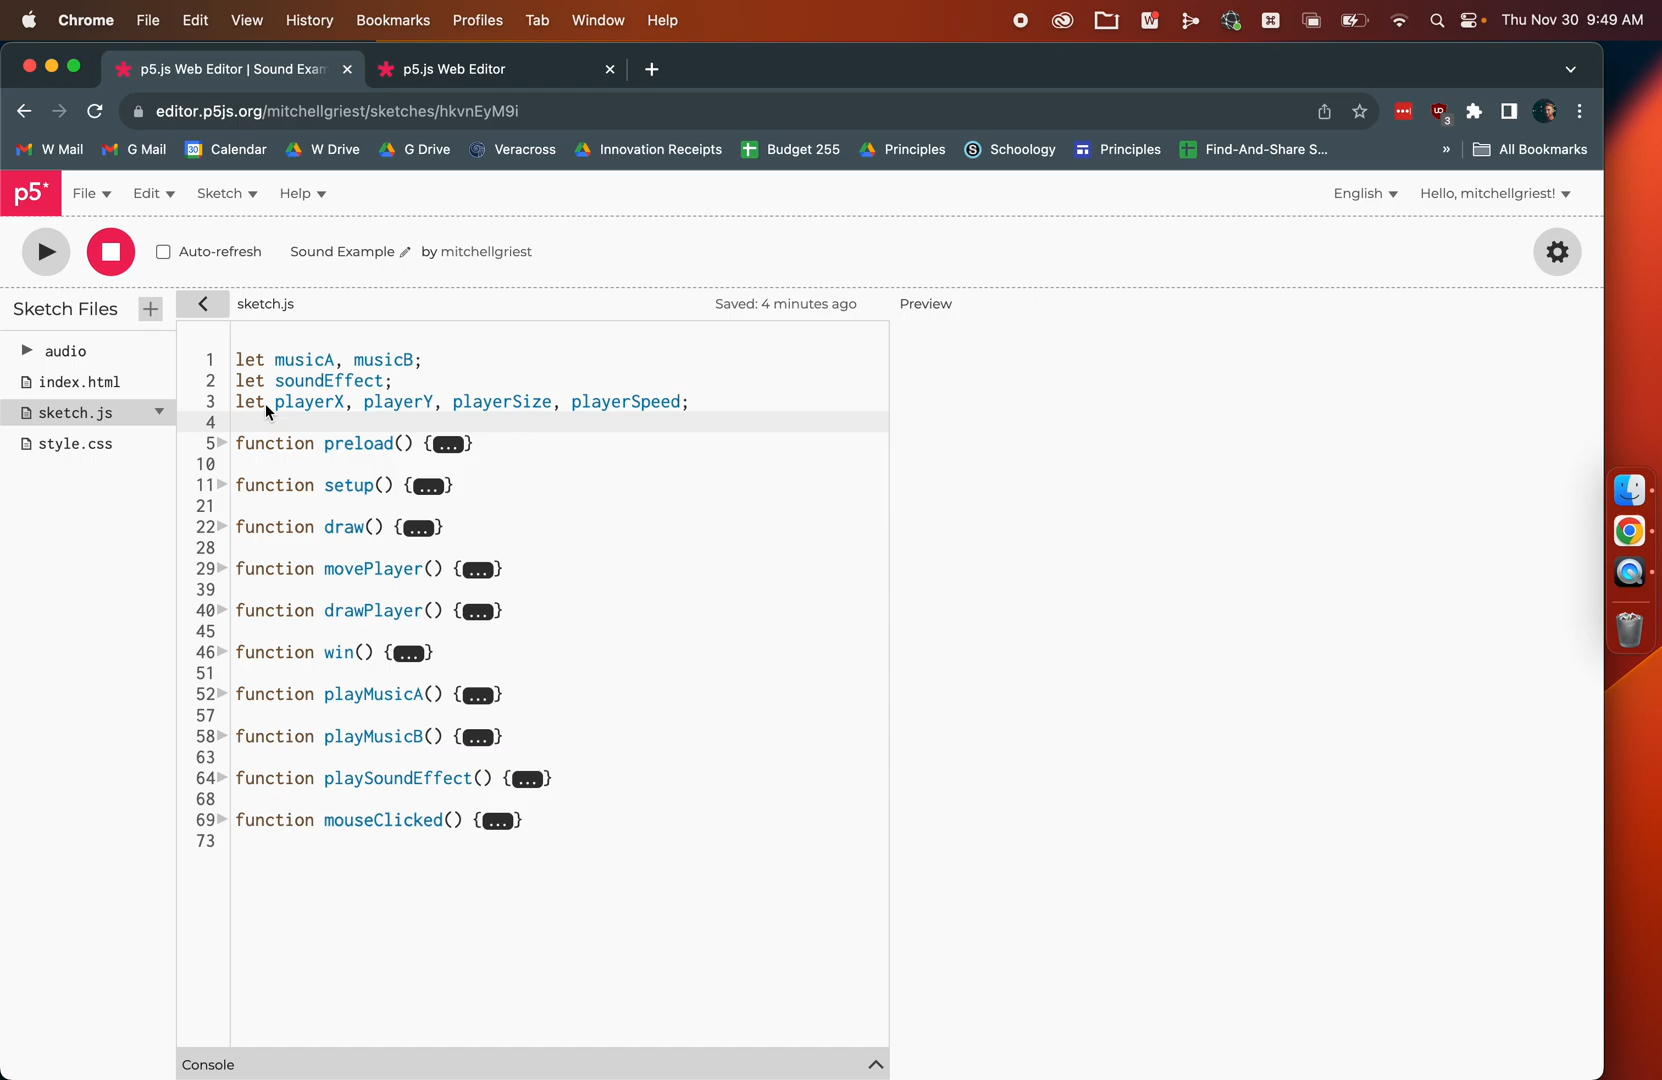 Chrome File Edit View History Bookmarks Profiles Tab Window Help Thu Nov 30 9:49 AM
p5.js Web Editor | Sound Exam p5.js Web Editor
editor.p5js.org/mitchellgriest/sketches/hkvnEyM9i 3
W Mail G Mail Calendar W Drive G Drive Veracross Innovation Receipts Budget 255 Principles Schoology Principles Find-And-Share S... » All Bookmarks
p5* File Edit Sketch Help English Hello, mitchellgriest!
Auto-refresh Sound Example by mitchellgriest
Sketch Files + sketch.js Saved: 4 minutes ago Preview
audio
index.html
sketch.js
style.css
1 let musicA, musicB;
2 let soundEffect;
3 let playerX, playerY, playerSize, playerSpeed;
4
5 function preload() {...}
10
11 function setup() {...}
21
22 function draw() {...}
28
29 function movePlayer() {...}
39
40 function drawPlayer() {...}
45
46 function win() {...}
51
52 function playMusicA() {...}
57
58 function playMusicB() {...}
63
64 function playSoundEffect() {...}
68
69 function mouseClicked() {...}
73
Console